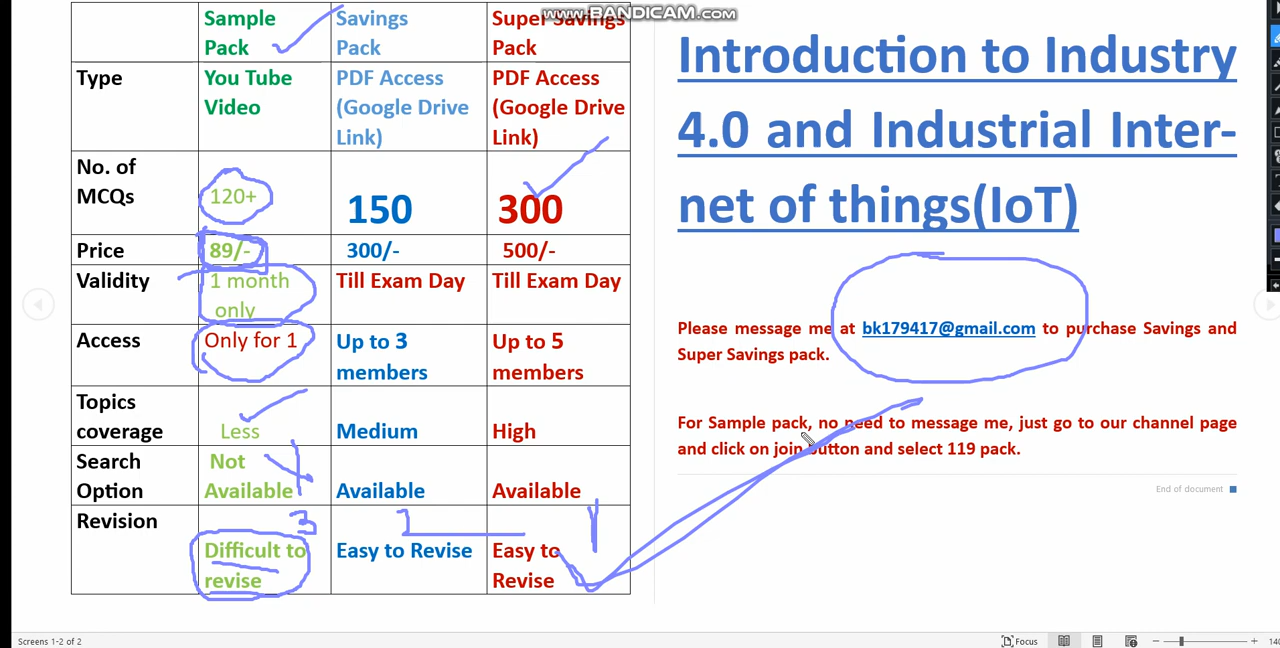 www.BANDICAM.com
Sample Pack
Savings Pack
Super Savings Pack
Type
You Tube Video
PDF Access (Google Drive Link)
PDF Access (Google Drive Link)
No. of MCQs
120+
150
300
Price
89/-
300/-
500/-
Validity
1 month only
Till Exam Day
Till Exam Day
Access
Only for 1
Up to 3 members
Up to 5 members
Topics coverage
Less
Medium
High
Search Option
Not Available
Available
Available
Revision
Difficult to revise
Easy to Revise
Easy to Revise
3
2
1
Introduction to Industry
4.0 and Industrial Inter-
net of things(IoT)
Please message me at bk179417@gmail.com to purchase Savings and
Super Savings pack.
For Sample pack, no need to message me, just go to our channel page
and click on join button and select 119 pack.
End of document
Screens 1-2 of 2
Focus
140